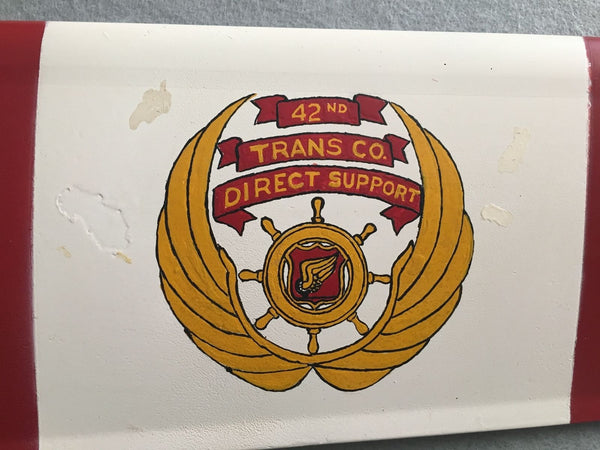 42ND
TRANS CO.
DIRECT SUPPORT